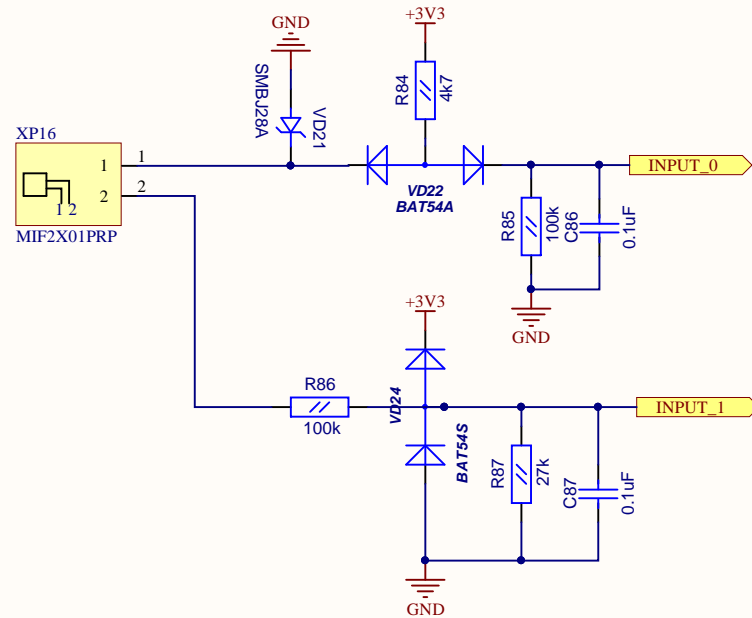 GND
+3V3
SMBJ28A
VD21
R84
4k7
XP16
1
1
2
2
1 2
MIF2X01PRP
VD22
BAT54A
INPUT_0
R85
100k
C86
0.1uF
GND
+3V3
R86
100k
VD24
BAT54S
INPUT_1
R87
27k
C87
0.1uF
GND